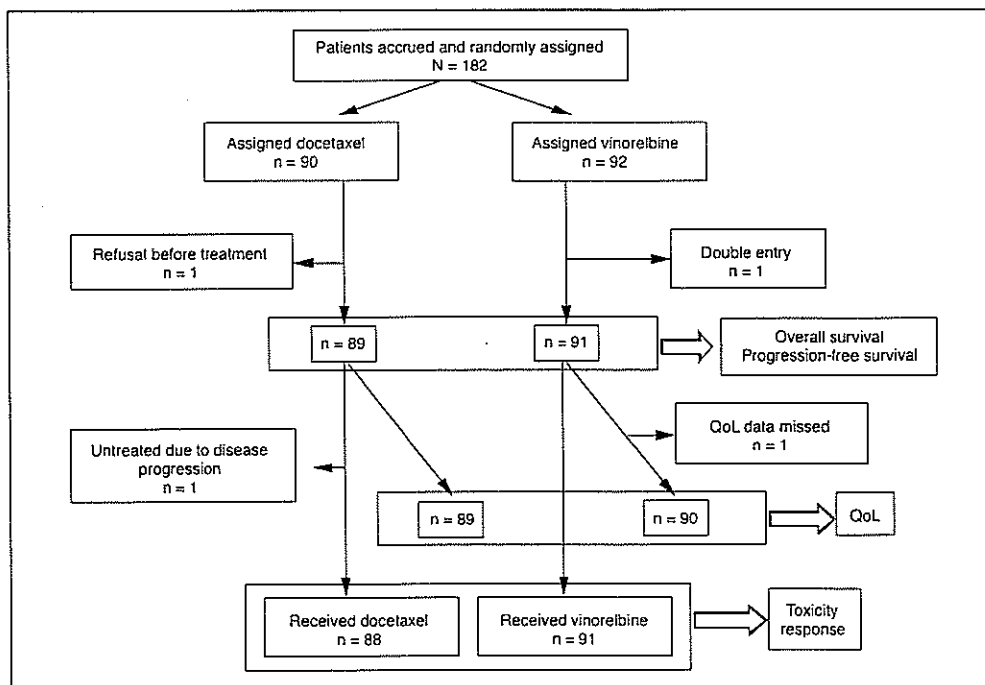 Patients accrued and randomly assigned
N = 182
Assigned docetaxel
n = 90
Assigned vinorelbine
n = 92
Refusal before treatment
n = 1
Double entry
n = 1
n = 89
n = 91
Overall survival
Progression-free survival
Untreated due to disease
progression
n = 1
QoL data missed
n = 1
n = 89
n = 90
QoL
Received docetaxel
n = 88
Received vinorelbine
n = 91
Toxicity
response